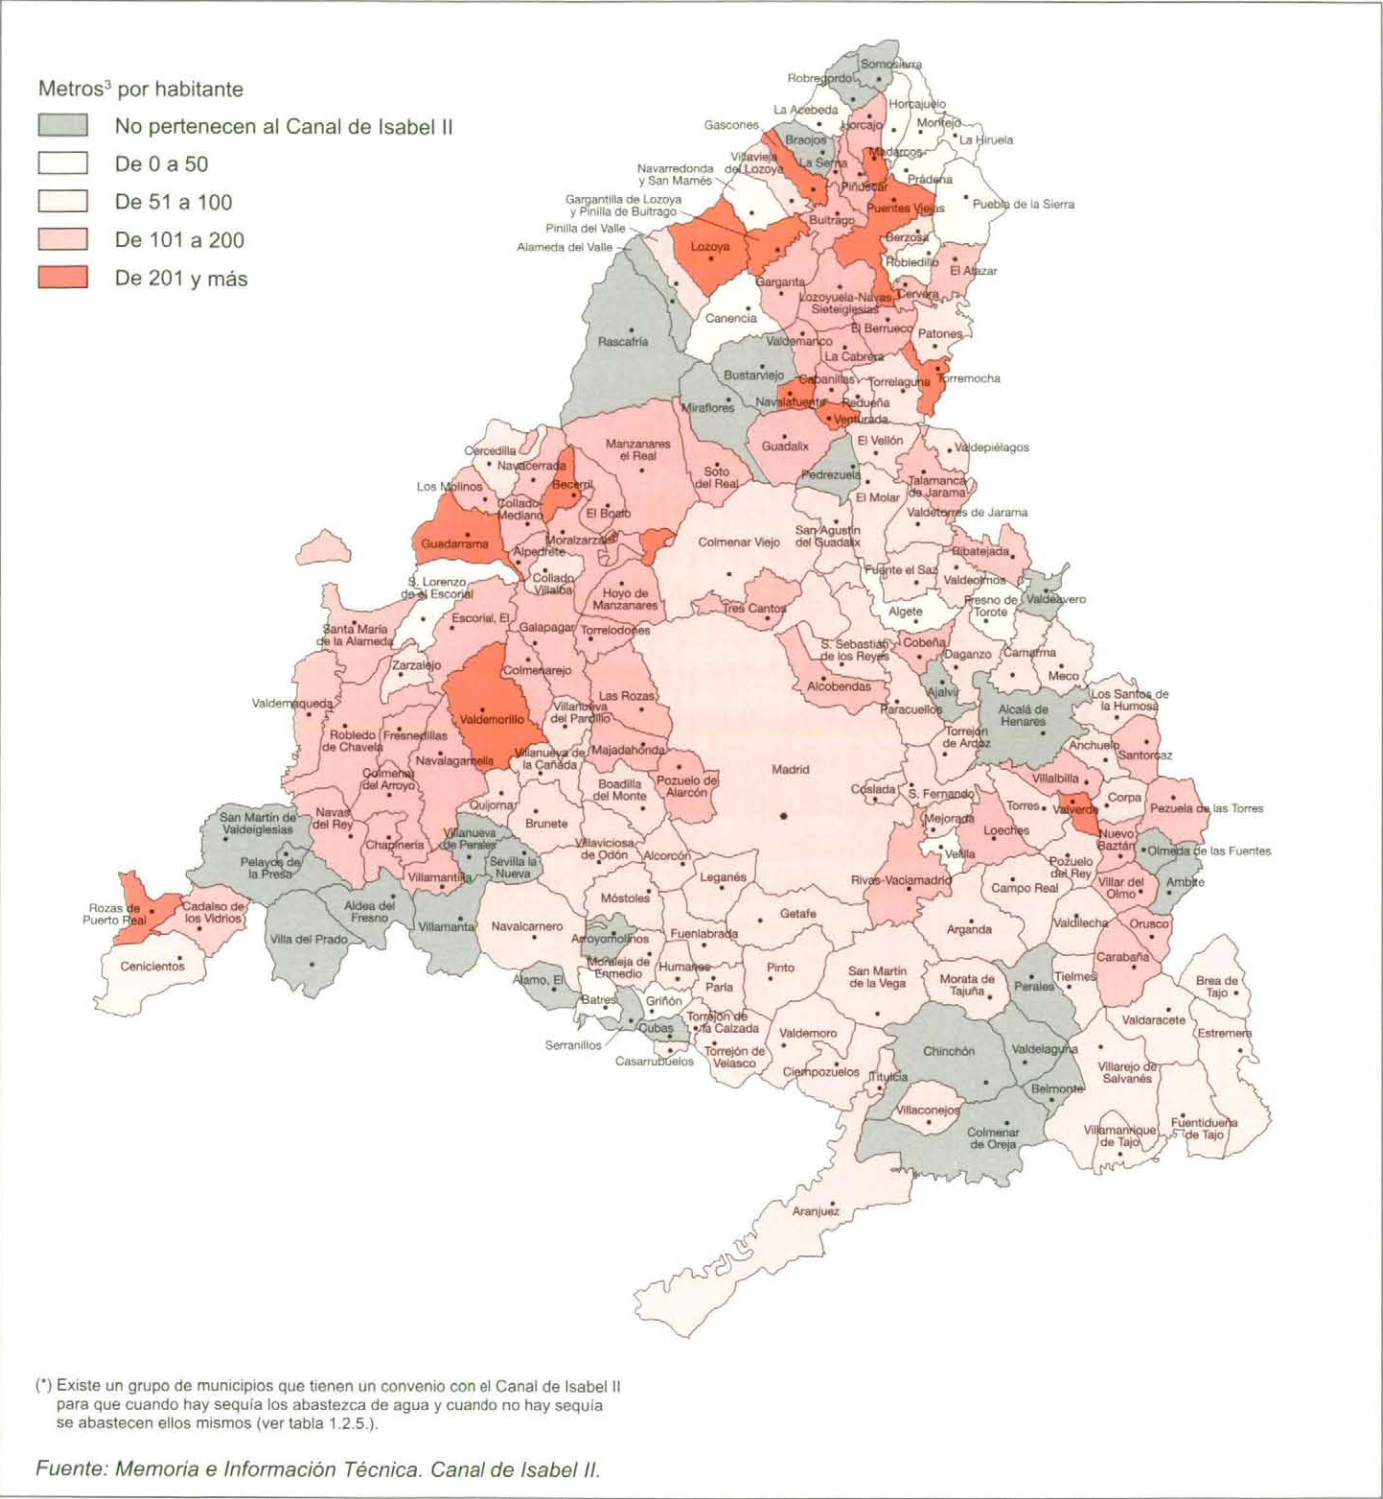 Metros³ por habitante
No pertenecen al Canal de Isabel II
De 0 a 50
De 51 a 100
De 101 a 200
De 201 y más
Somosierra
Robregordo
La Acebeda
Horcajuelo
Gascones
Horcajo
Montejo
Braojos
La Hiruela
Madarcos
Villavieja
del Lozoya
La Serna
Navarredonda
y San Mamés
Prádena
Piñuécar
Gargantilla de Lozoya
y Pinilla de Buitrago
Puentes Viejas
Puebla de la Sierra
Buitrago
Pinilla del Valle
Alameda del Valle
Lozoya
Berzosa
Robledillo
El Atazar
Garganta
Lozoyuela-Navas
Sieteiglesias
Cervera
Canencia
El Berrueco
Patones
Rascafría
Valdemanco
La Cabrera
Bustarviejo
Cabanillas
Torrelaguna
Torremocha
Miraflores
Navalafuente
Redueña
Venturada
Manzanares
el Real
Guadalix
El Vellón
Valdepiélagos
Cercedilla
Navacerrada
Soto
del Real
Pedrezuela
Los Molinos
Becerril
El Molar
Talamanca
de Jarama
Collado-
Mediano
El Boalo
Valdetorres de Jarama
Guadarrama
Moralzarzal
Colmenar Viejo
San Agustín
del Guadalix
Alpedrete
Ribatejada
S. Lorenzo
de el Escorial
Collado
Villalba
Fuente el Saz
Valdeolmos
Hoyo de
Manzanares
Fresno de
Torote
Valdeavero
Tres Cantos
Algete
Santa María
de la Alameda
Escorial, El
Galapagar
Torrelodones
S. Sebastián
de los Reyes
Cobeña
Daganzo
Camarma
Zarzalejo
Colmenarejo
Meco
Alcobendas
Ajalvir
Valdemaqueda
Las Rozas
Paracuellos
Los Santos de
la Humosa
Valdemorillo
Villanueva
del Pardillo
Alcalá de
Henares
Robledo
de Chavela
Fresnedillas
Torrejón
de Ardoz
Anchuelo
Santorcaz
Navalagamella
Villanueva de
la Cañada
Majadahonda
Madrid
Colmenar
del Arroyo
Boadilla
del Monte
Pozuelo de
Alarcón
Villalbilla
Quijorna
Coslada
S. Fernando
Corpa
Torres
Valverde
Pezuela de las Torres
San Martín de
Valdeiglesias
Navas
del Rey
Brunete
Mejorada
Loeches
Nuevo
Baztán
Chapinería
Villanueva
de Perales
Villaviciosa
de Odón
Alcorcón
Velilla
Olmeda de las Fuentes
Pelayos de
la Presa
Sevilla la
Nueva
Pozuelo
del Rey
Villamantilla
Leganés
Rivas-Vaciamadrid
Campo Real
Villar del
Olmo
Ambite
Rozas de
Puerto Real
Cadalso de
los Vidrios
Aldea del
Fresno
Móstoles
Getafe
Villamanta
Navalcarnero
Valdilecha
Orusco
Arganda
Villa del Prado
Arroyomolinos
Fuenlabrada
Carabaña
Cenicientos
Moraleja de
Enmedio
Humanes
Pinto
San Martín
de la Vega
Morata de
Tajuña
Perales
Tielmes
Brea de
Tajo
Álamo, El
Parla
Batres
Griñón
Valdaracete
Torrejón de
la Calzada
Cubas
Valdemoro
Estremera
Serranillos
Chinchón
Valdelaguna
Casarrubuelos
Torrejón de
Velasco
Ciempozuelos
Titulcia
Villarejo de
Salvanés
Belmonte
Villaconejos
Colmenar
de Oreja
Villamanrique
de Tajo
Fuentidueña
de Tajo
Aranjuez
(*) Existe un grupo de municipios que tienen un convenio con el Canal de Isabel II
para que cuando hay sequía los abastezca de agua y cuando no hay sequía
se abastecen ellos mismos (ver tabla 1.2.5.).
Fuente: Memoria e Información Técnica. Canal de Isabel II.